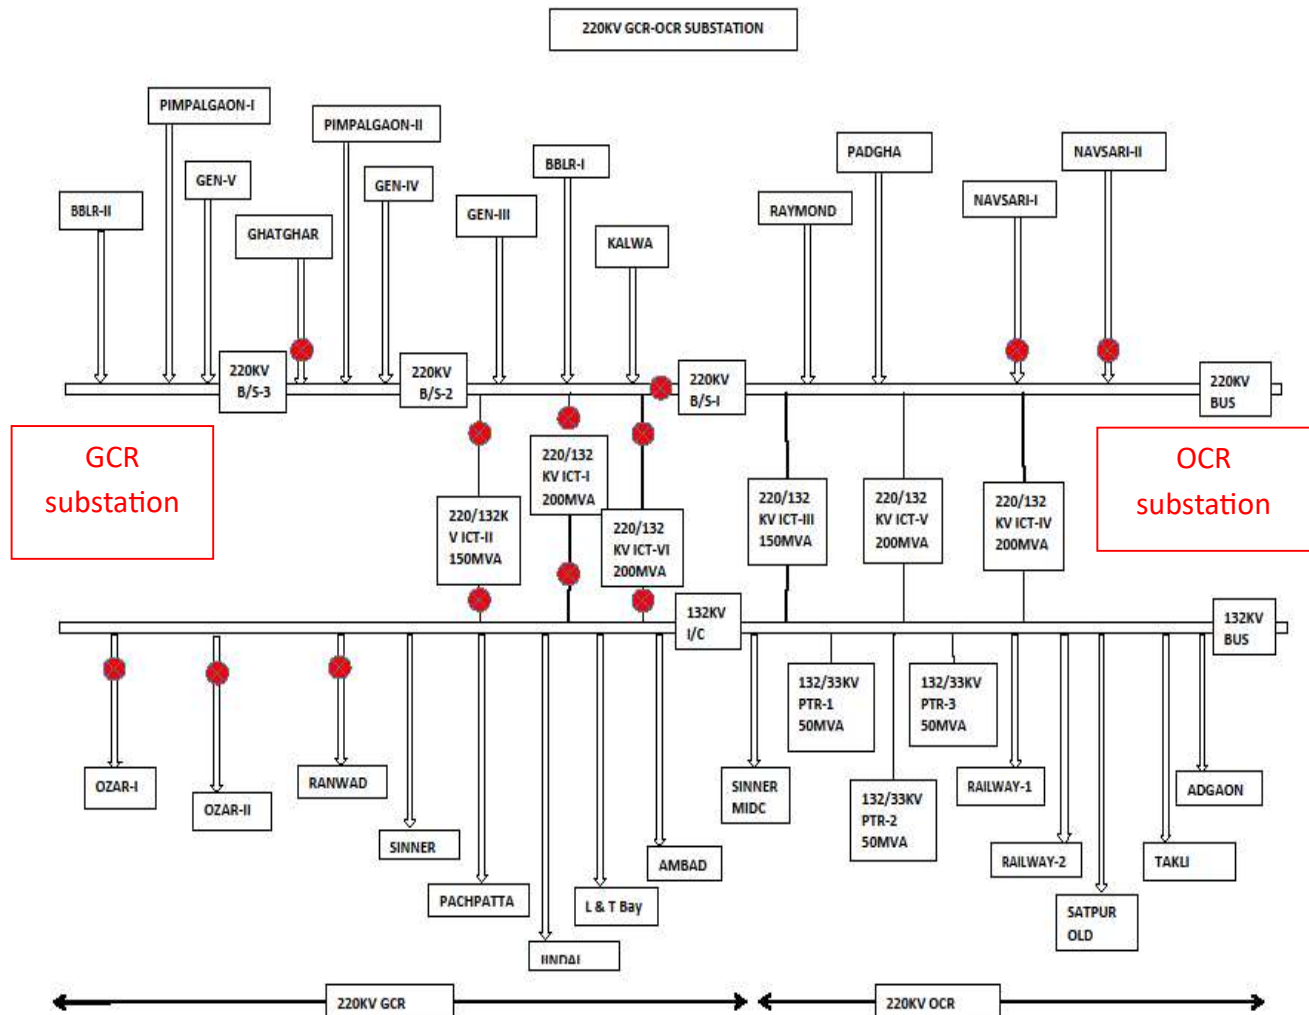 220KV GCR-OCR SUBSTATION
PIMPALGAON-I
PIMPALGAON-II
BBLR-I
PADGHA
NAVSARI-II
GEN-V
GEN-IV
BBLR-II
GEN-III
RAYMOND
NAVSARI-I
GHATGHAR
KALWA
220KV
B/S-3
220KV
B/S-2
220KV
B/S-I
220KV
BUS
GCR
substation
OCR
substation
220/132
KV ICT-I
200MVA
220/132K
V ICT-II
150MVA
220/132
KV ICT-VI
200MVA
220/132
KV ICT-III
150MVA
220/132
KV ICT-V
200MVA
220/132
KV ICT-IV
200MVA
132KV
I/C
132KV
BUS
132/33KV
PTR-1
50MVA
132/33KV
PTR-3
50MVA
OZAR-I
OZAR-II
RANWAD
SINNER
MIDC
132/33KV
PTR-2
50MVA
RAILWAY-1
ADGAON
SINNER
AMBAD
RAILWAY-2
TAKLI
PACHPATTA
L & T Bay
SATPUR
OLD
JINDAL
220KV GCR
220KV OCR